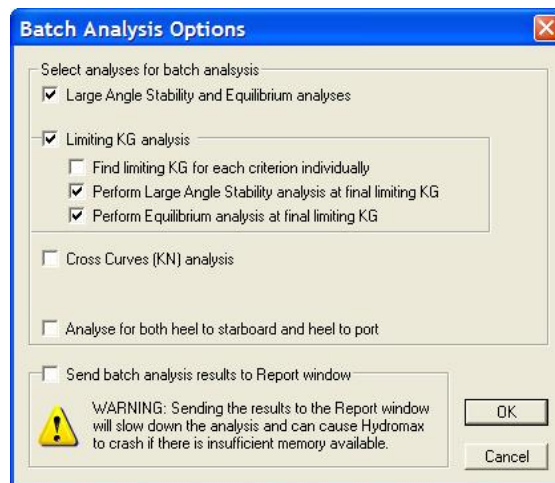 Batch Analysis Options
Select analyses for batch analsysis
Large Angle Stability and Equilibrium analyses
Limiting KG analysis
Find limiting KG for each criterion individually
Perform Large Angle Stability analysis at final limiting KG
Perform Equilibrium analysis at final limiting KG
Cross Curves (KN) analysis
Analyse for both heel to starboard and heel to port
Send batch analysis results to Report window
WARNING: Sending the results to the Report window
will slow down the analysis and can cause Hydromax
to crash if there is insufficient memory available.
OK
Cancel